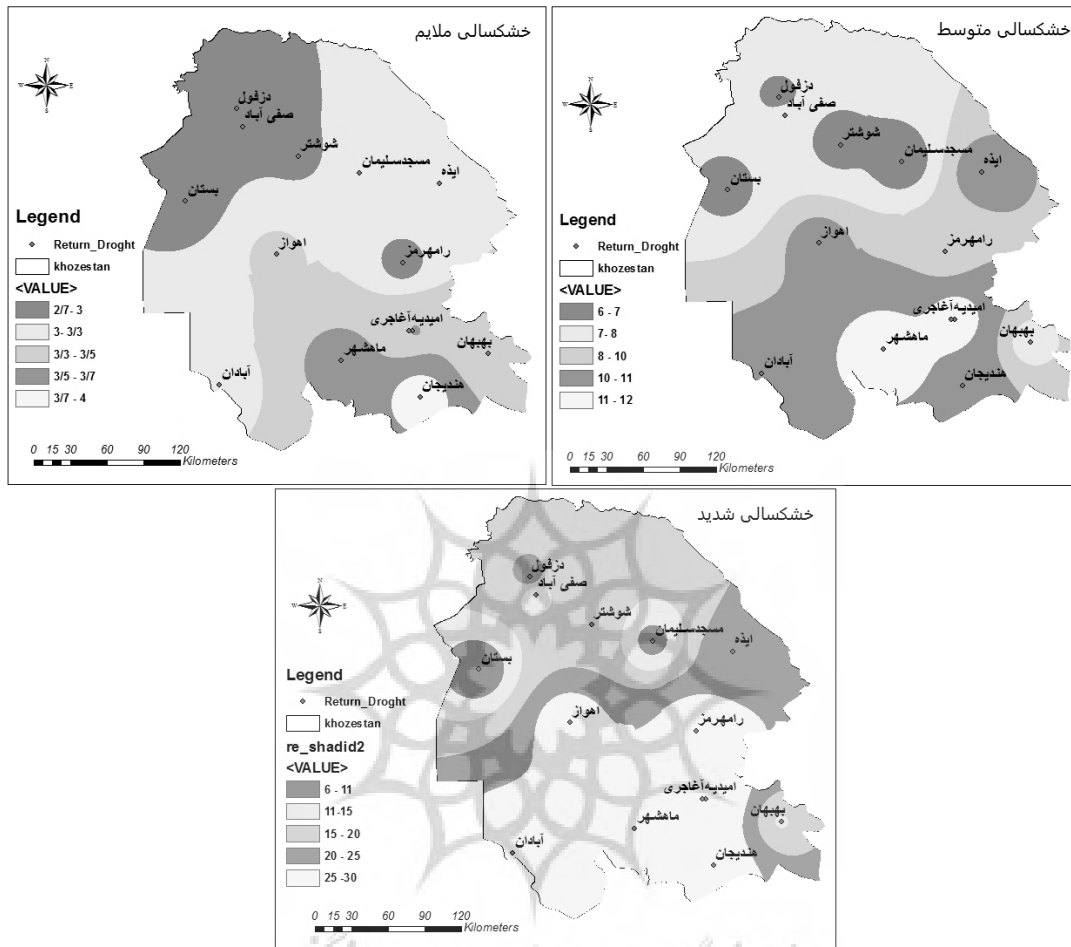 خشکسالی ملایم
N
W E
S
دزفول
صفی آباد
شوشتر
مسجدسلیمان
ایذه
بستان
اهواز
رامهرمز
امیدیه آغاجری
بهبهان
ماهشهر
هندیجان
آبادان
Legend
Return_Droght
khozestan
<VALUE>
2/7- 3
3- 3/3
3/3 - 3/5
3/5 - 3/7
3/7 - 4
0 15 30 60 90 120
Kilometers
خشکسالی متوسط
N
W E
S
دزفول
صفی آباد
شوشتر
مسجدسلیمان
ایذه
بستان
اهواز
رامهرمز
امیدیه آغاجری
بهبهان
ماهشهر
هندیجان
آبادان
Legend
Return_Droght
khozestan
<VALUE>
6 - 7
7 - 8
8 - 10
10 - 11
11 - 12
0 15 30 60 90 120
Kilometers
خشکسالی شدید
N
W E
S
دزفول
صفی آباد
شوشتر
مسجدسلیمان
ایذه
بستان
اهواز
رامهرمز
امیدیه آغاجری
بهبهان
ماهشهر
هندیجان
آبادان
Legend
Return_Droght
khozestan
re_shadid2
<VALUE>
6 - 11
11-15
15 - 20
20 - 25
25 -30
0 15 30 60 90 120
Kilometers